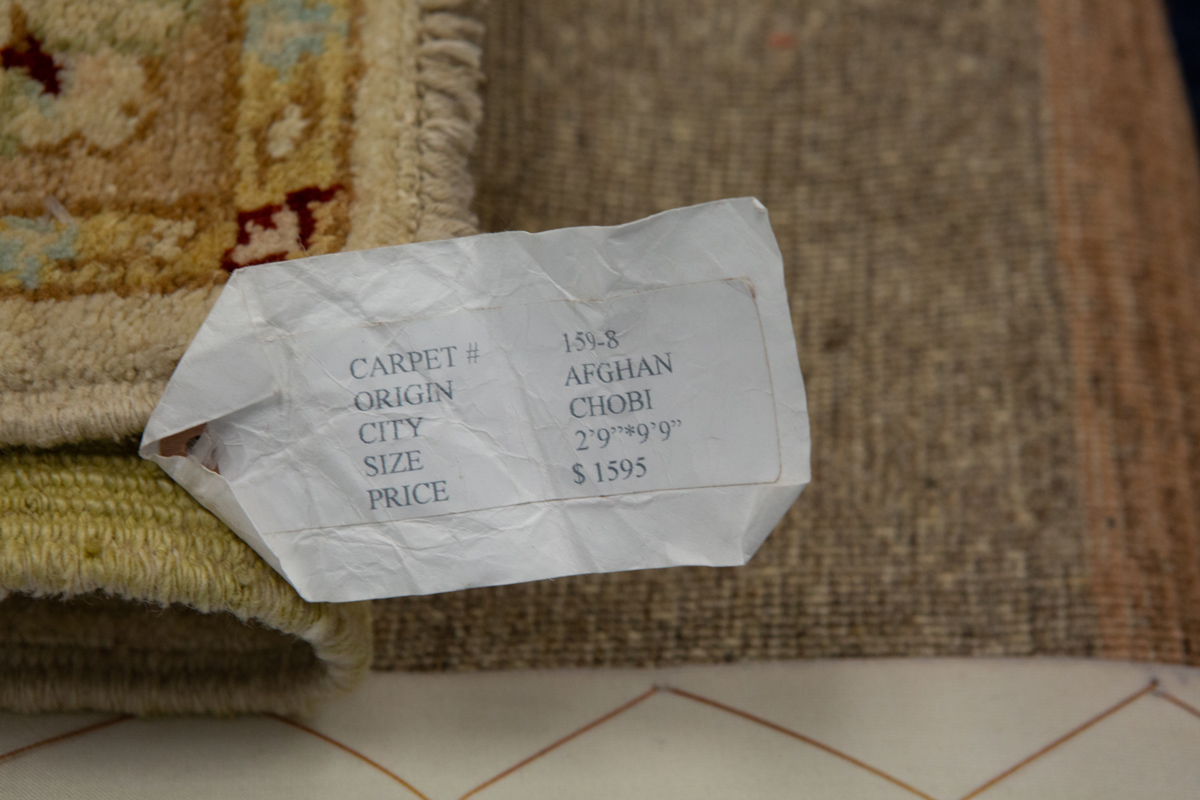 CARPET # 159-8
ORIGIN AFGHAN
CITY CHOBI
SIZE 2’9”*9’9”
PRICE $ 1595